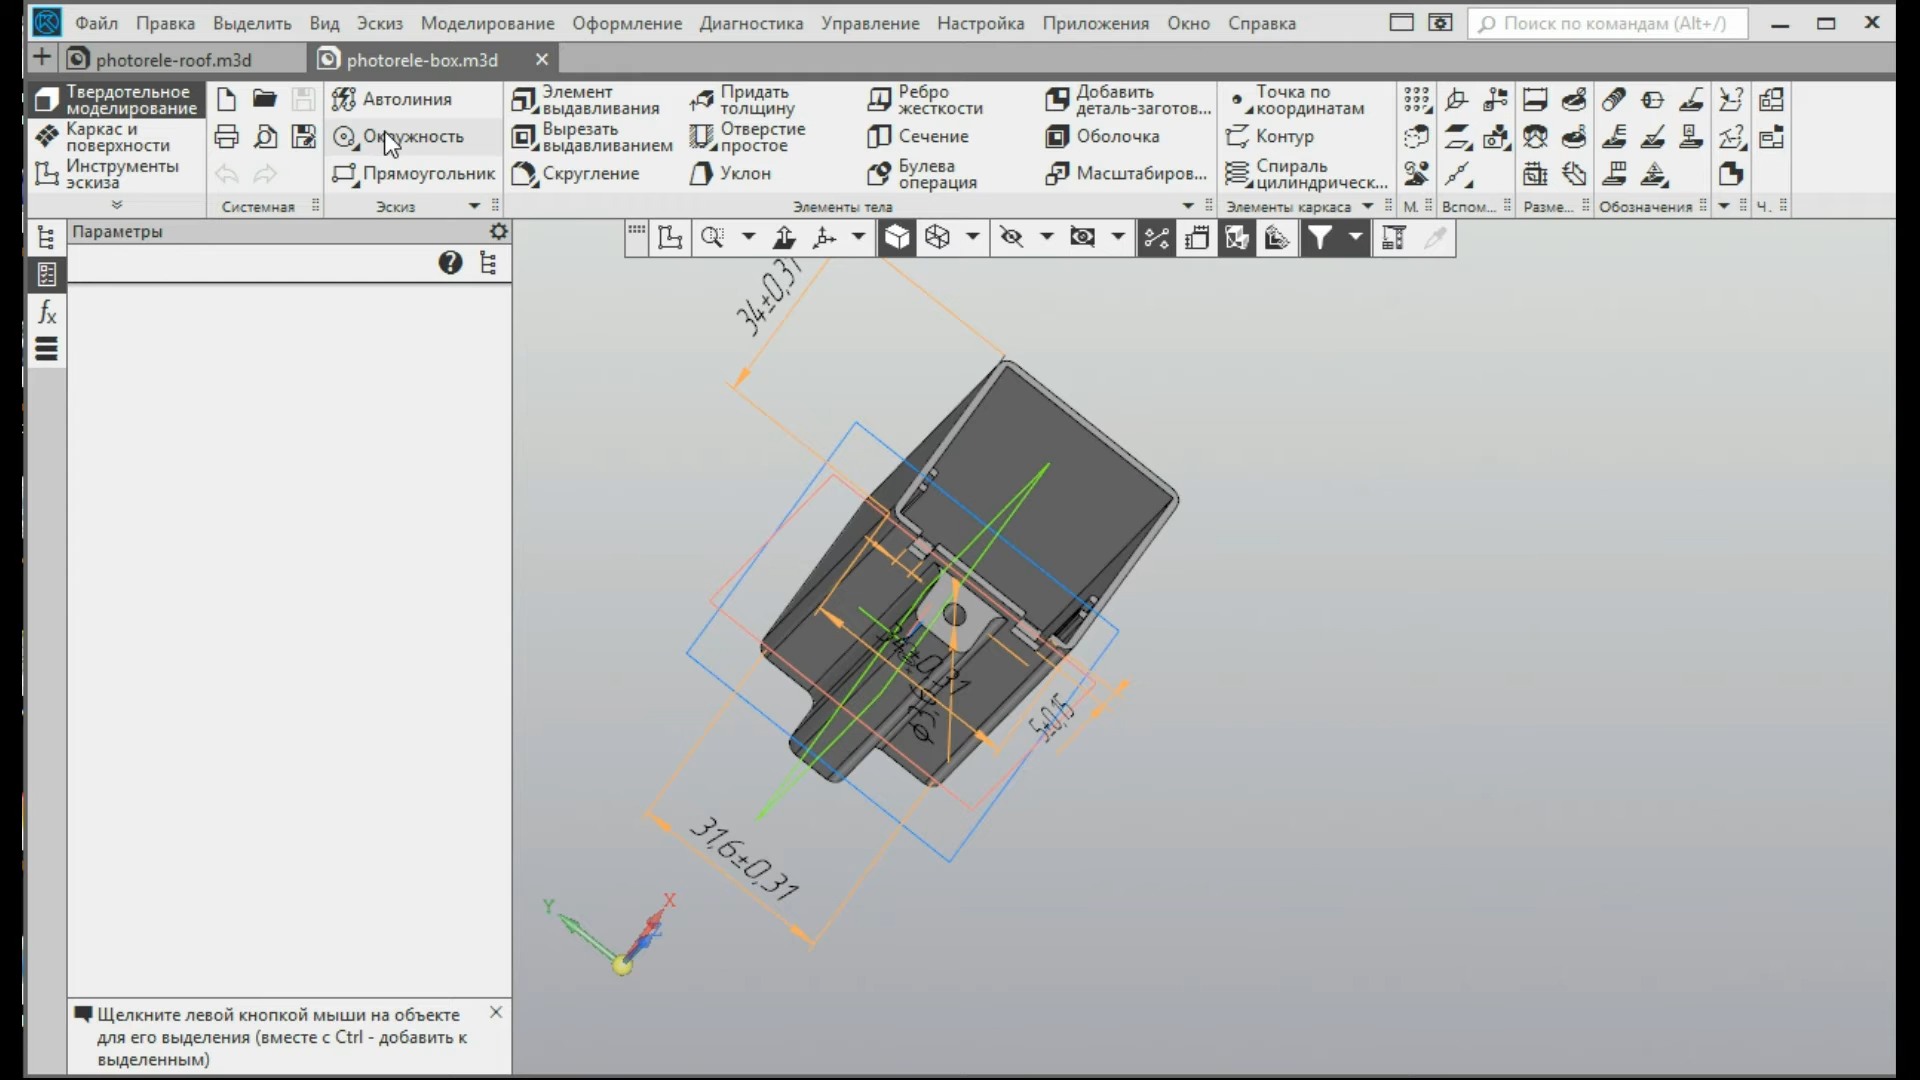 Файл Правка Выделить Вид Эскиз Моделирование Оформление Диагностика Управление Настройка Приложения Окно Справка Поиск по командам (Alt+/)
photorele-roof.m3d photorele-box.m3d
Твердотельное моделирование
Каркас и поверхности
Инструменты эскиза
Системная
Автолиния
Окружность
Прямоугольник
Эскиз
Элемент выдавливания
Вырезать выдавливанием
Скругление
Придать толщину
Отверстие простое
Уклон
Ребро жесткости
Сечение
Булева операция
Добавить деталь-заготов...
Оболочка
Масштабиров...
Элементы тела
Точка по координатам
Контур
Спираль цилиндрическ...
Элементы каркаса
М.
Вспом...
Разме...
Обозначения
Ч.
Параметры
34±0,31
5±0,15
31,6±0,31
Y
X
Z
Щелкните левой кнопкой мыши на объекте
для его выделения (вместе с Ctrl - добавить к
выделенным)